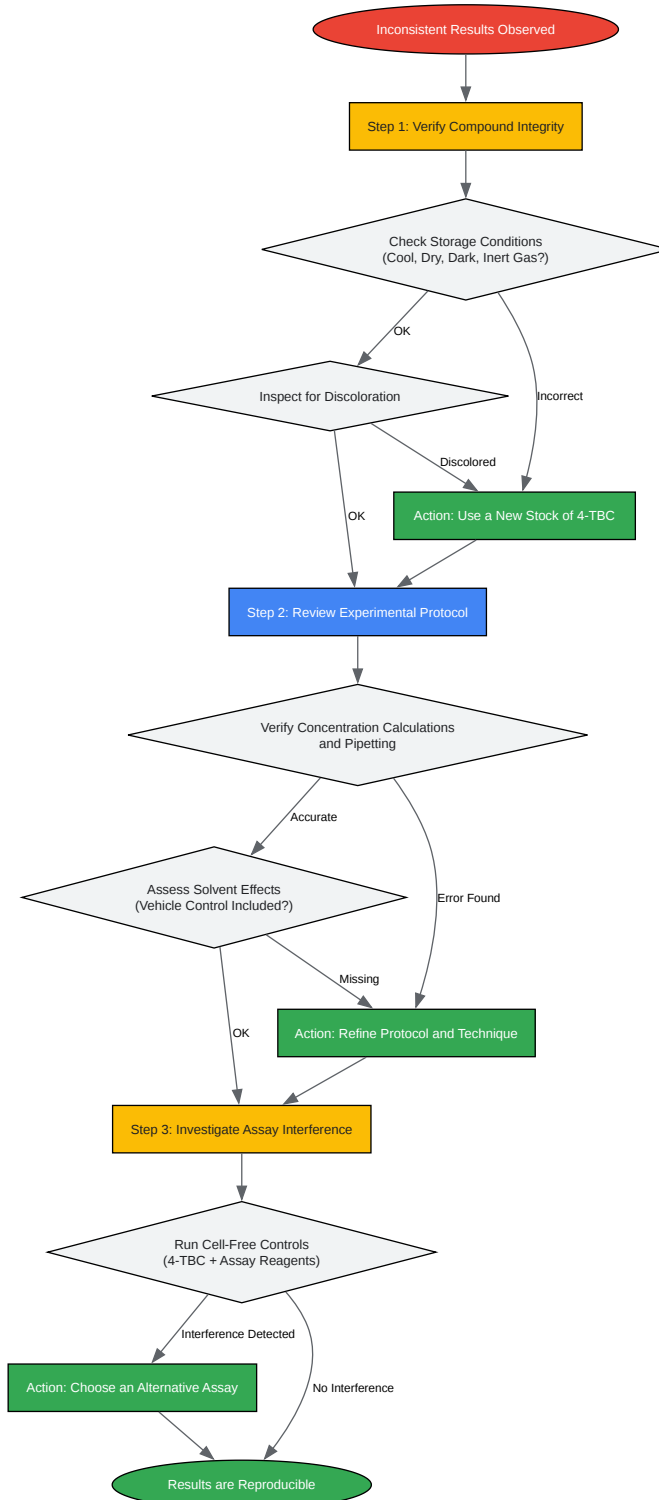 Inconsistent Results Observed
Step 1: Verify Compound Integrity
Check Storage Conditions
(Cool, Dry, Dark, Inert Gas?)
OK
Incorrect
Inspect for Discoloration
Discolored
OK
Action: Use a New Stock of 4-TBC
Step 2: Review Experimental Protocol
Verify Concentration Calculations
and Pipetting
Accurate
Error Found
Assess Solvent Effects
(Vehicle Control Included?)
Missing
OK
Action: Refine Protocol and Technique
Step 3: Investigate Assay Interference
Run Cell-Free Controls
(4-TBC + Assay Reagents)
Interference Detected
No Interference
Action: Choose an Alternative Assay
Results are Reproducible